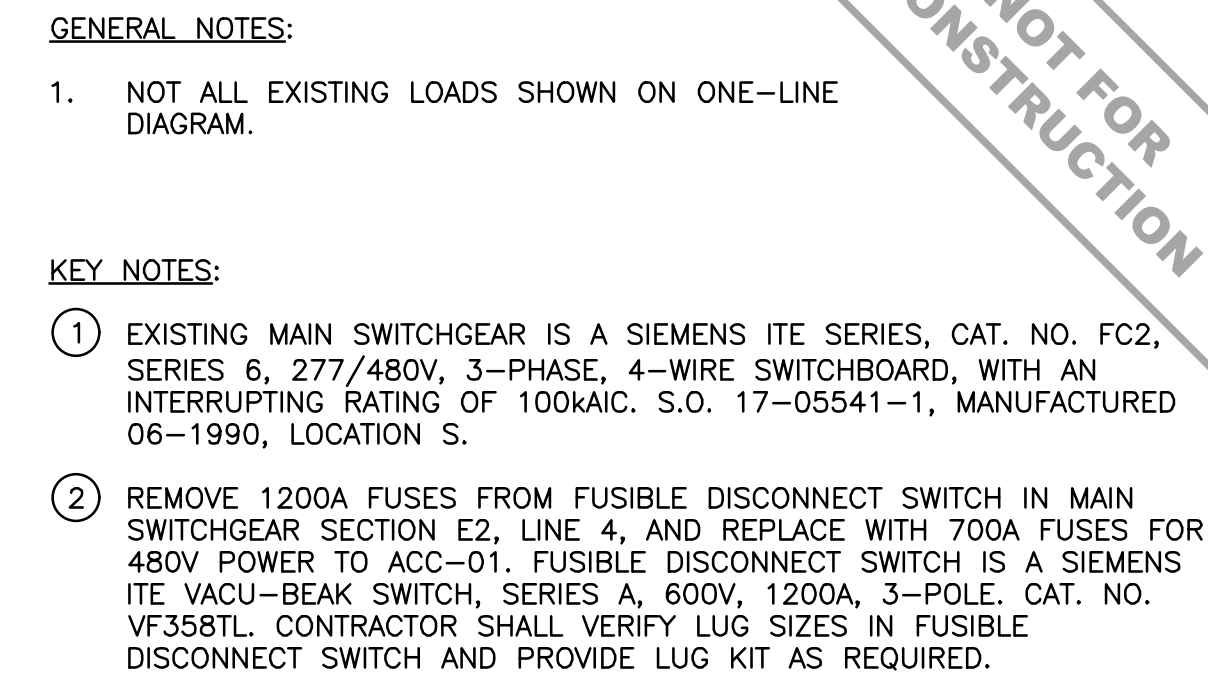 GENERAL NOTES:
1. NOT ALL EXISTING LOADS SHOWN ON ONE-LINE
DIAGRAM.
NOT FOR
ONSTRUCTION
KEY NOTES:
1 EXISTING MAIN SWITCHGEAR IS A SIEMENS ITE SERIES, CAT. NO. FC2,
SERIES 6, 277/480V, 3-PHASE, 4-WIRE SWITCHBOARD, WITH AN
INTERRUPTING RATING OF 100kAIC. S.O. 17-05541-1, MANUFACTURED
06-1990, LOCATION S.
2 REMOVE 1200A FUSES FROM FUSIBLE DISCONNECT SWITCH IN MAIN
SWITCHGEAR SECTION E2, LINE 4, AND REPLACE WITH 700A FUSES FOR
480V POWER TO ACC-01. FUSIBLE DISCONNECT SWITCH IS A SIEMENS
ITE VACU-BEAK SWITCH, SERIES A, 600V, 1200A, 3-POLE. CAT. NO.
VF358TL. CONTRACTOR SHALL VERIFY LUG SIZES IN FUSIBLE
DISCONNECT SWITCH AND PROVIDE LUG KIT AS REQUIRED.